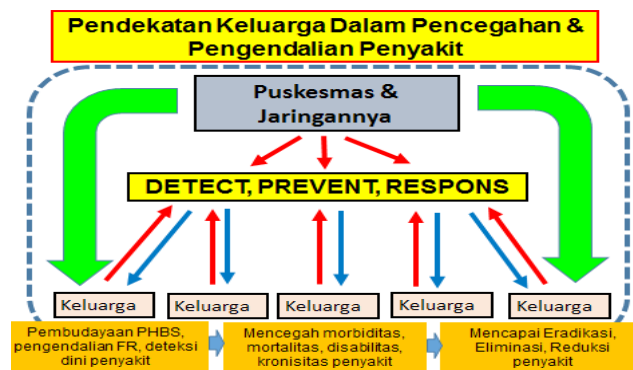 Pendekatan Keluarga Dalam Pencegahan &
Pengendalian Penyakit
Puskesmas &
Jaringannya
DETECT, PREVENT, RESPONS
Keluarga
Keluarga
Keluarga
Keluarga
Keluarga
Pembudayaan PHBS,
pengendalian FR, deteksi
dini penyakit
Mencegah morbiditas,
mortalitas, disabilitas,
kronisitas penyakit
Mencapai Eradikasi,
Eliminasi, Reduksi
penyakit